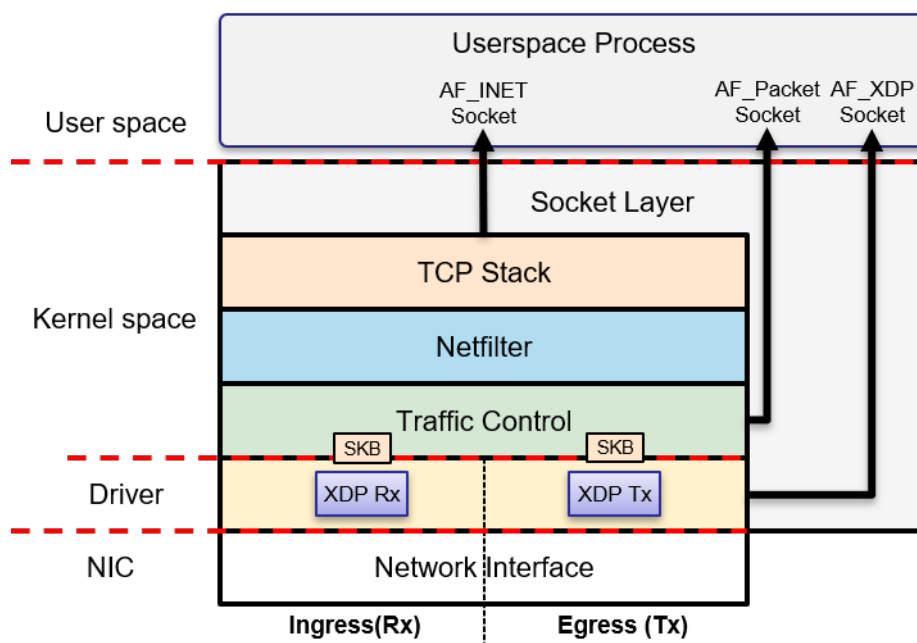 Userspace Process
AF_INET
Socket
AF_Packet
Socket
AF_XDP
Socket
User space
Socket Layer
TCP Stack
Kernel space
Netfilter
Traffic Control
SKB
SKB
Driver
XDP Rx
XDP Tx
NIC
Network Interface
Ingress(Rx)
Egress (Tx)